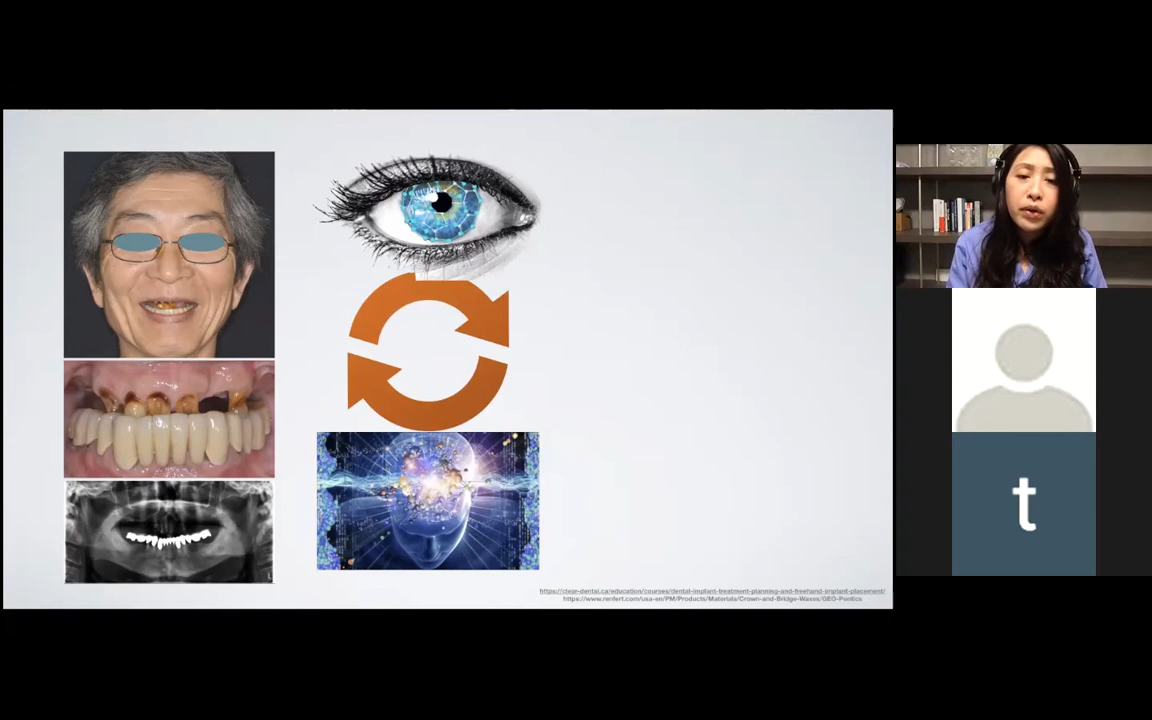 https://clear-dental.ca/education/courses/dental-implant-treatment-planning-and-freehand-implant-placement/
https://www.renfert.com/usa-en/PM/Products/Materials/Crown-and-Bridge-Waxes/GEO-Pontics
t